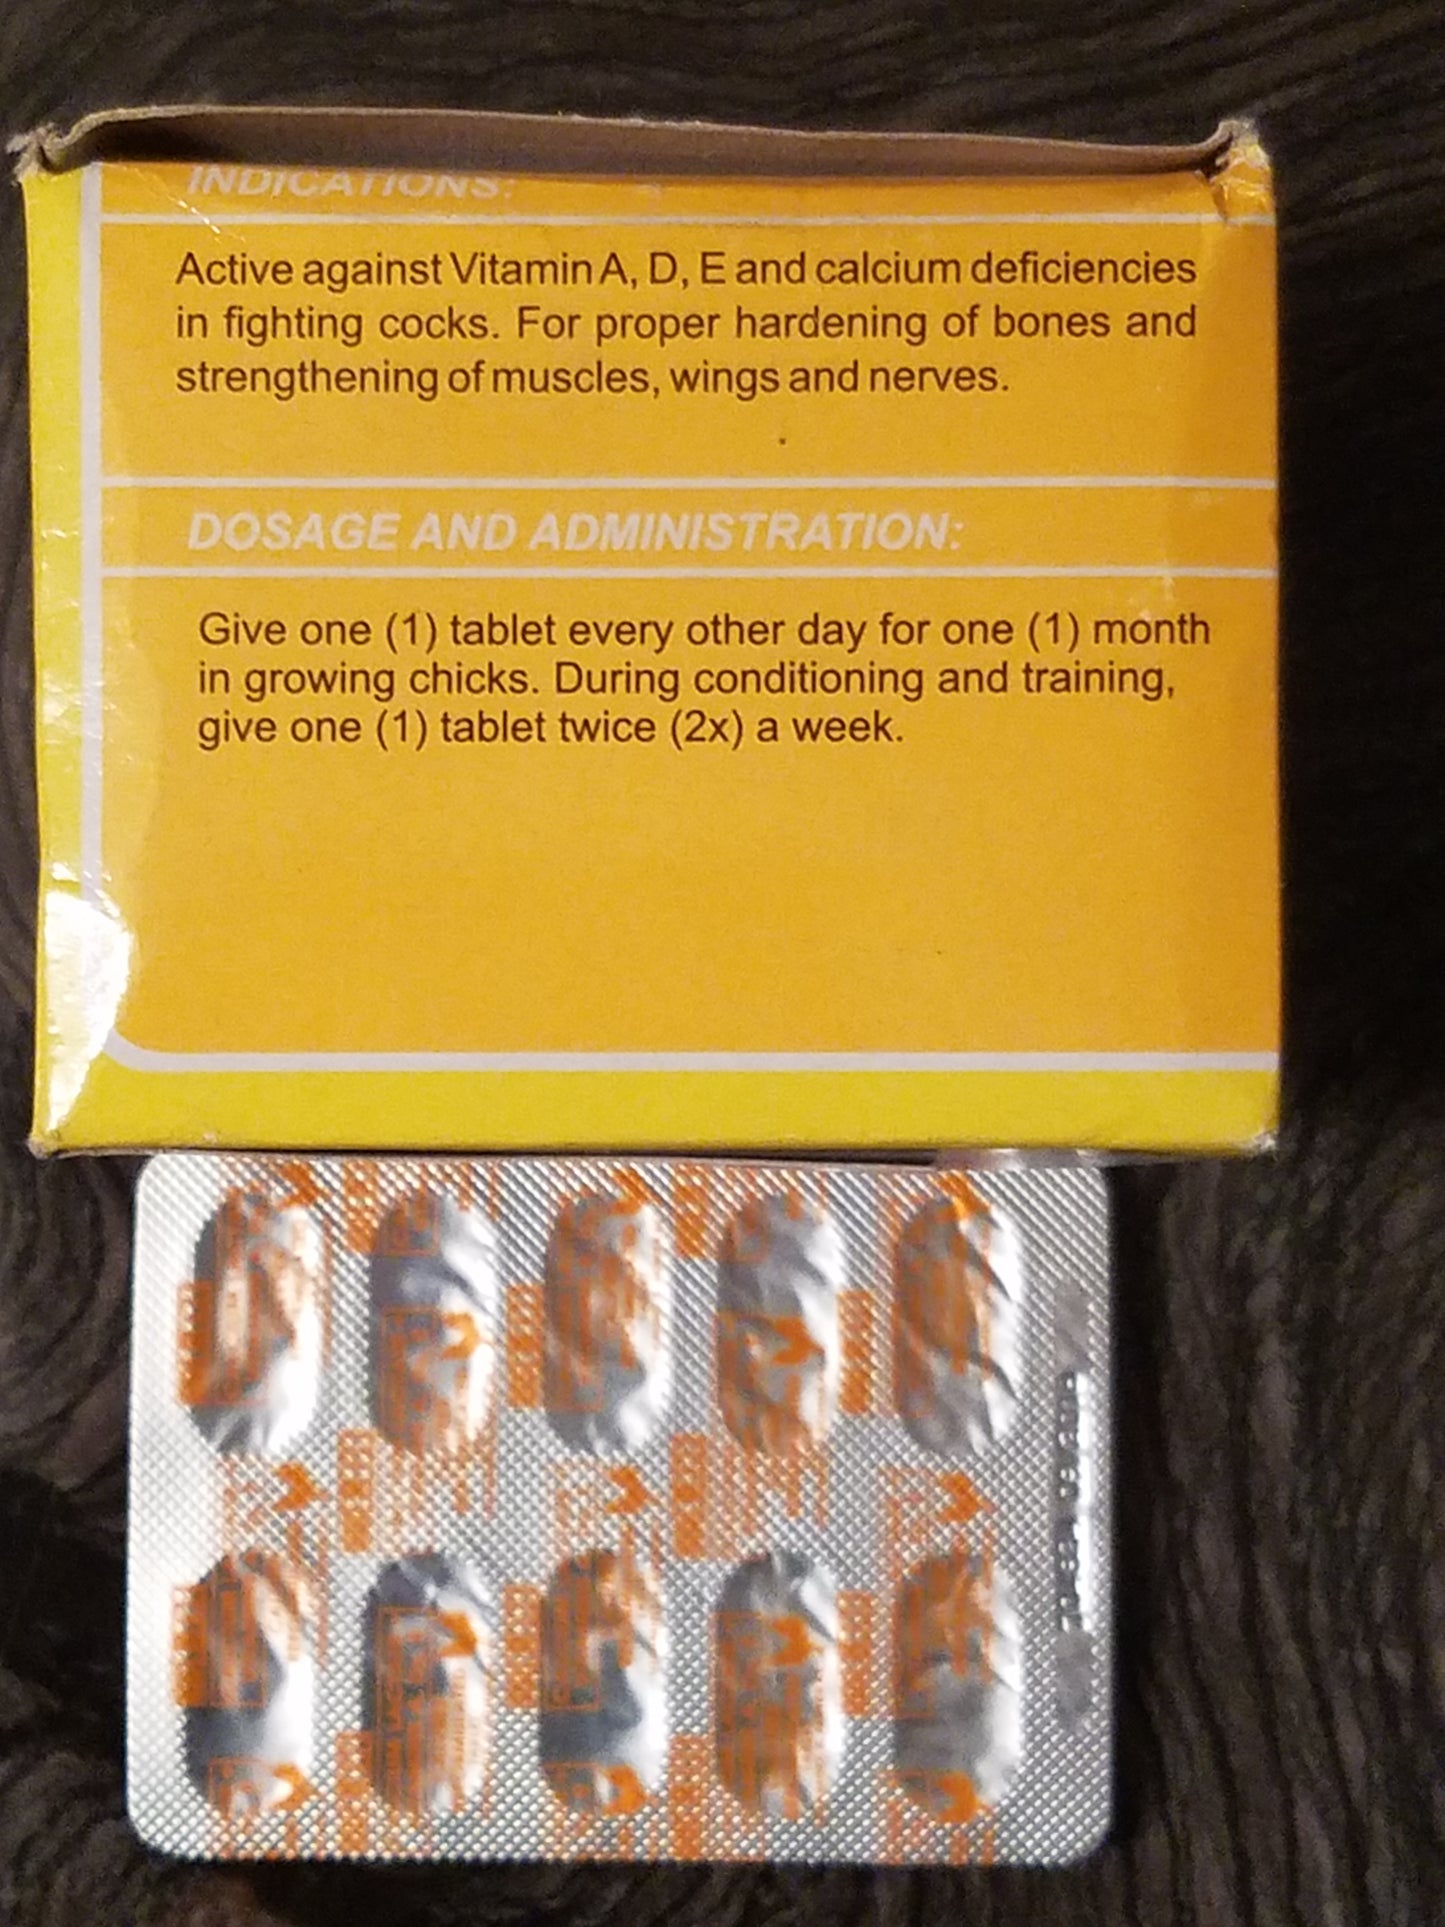 INDICATIONS:
Active against Vitamin A, D, E and calcium deficiencies
in fighting cocks. For proper hardening of bones and
strengthening of muscles, wings and nerves.
DOSAGE AND ADMINISTRATION:
Give one (1) tablet every other day for one (1) month
in growing chicks. During conditioning and training,
give one (1) tablet twice (2x) a week.